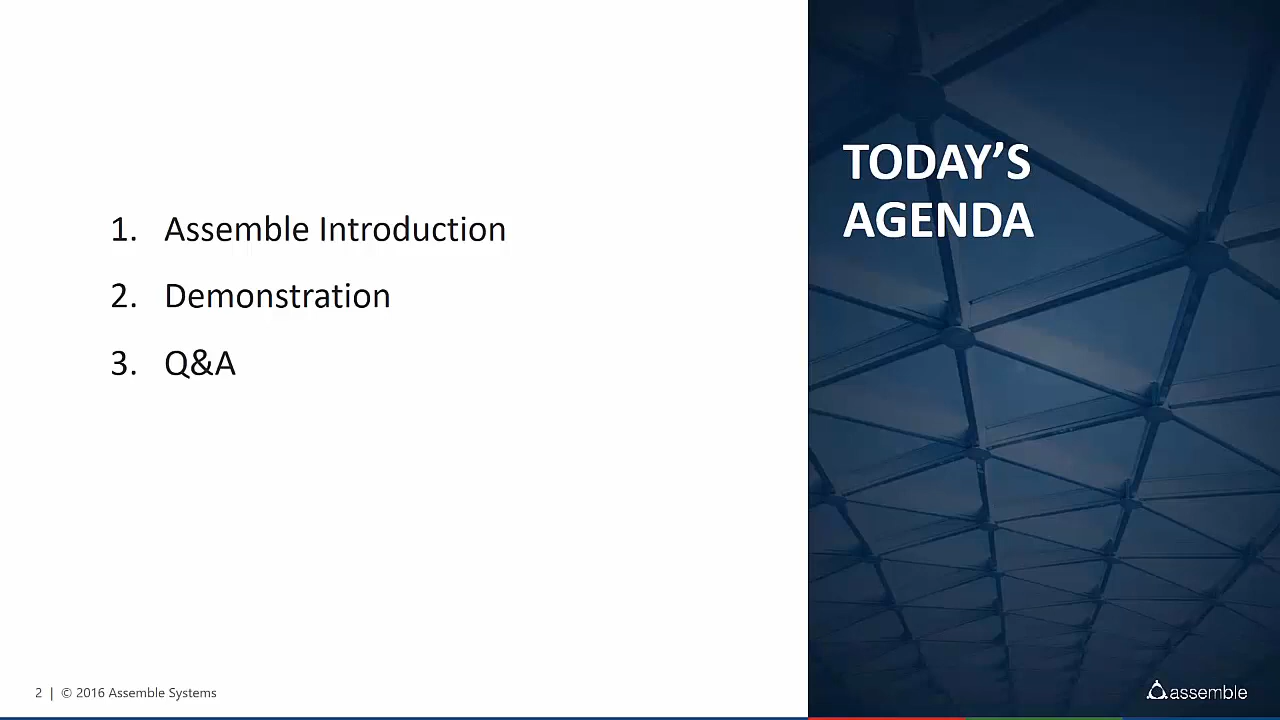 TODAY’S
AGENDA
1. Assemble Introduction
2. Demonstration
3. Q&A
2 | © 2016 Assemble Systems
assemble